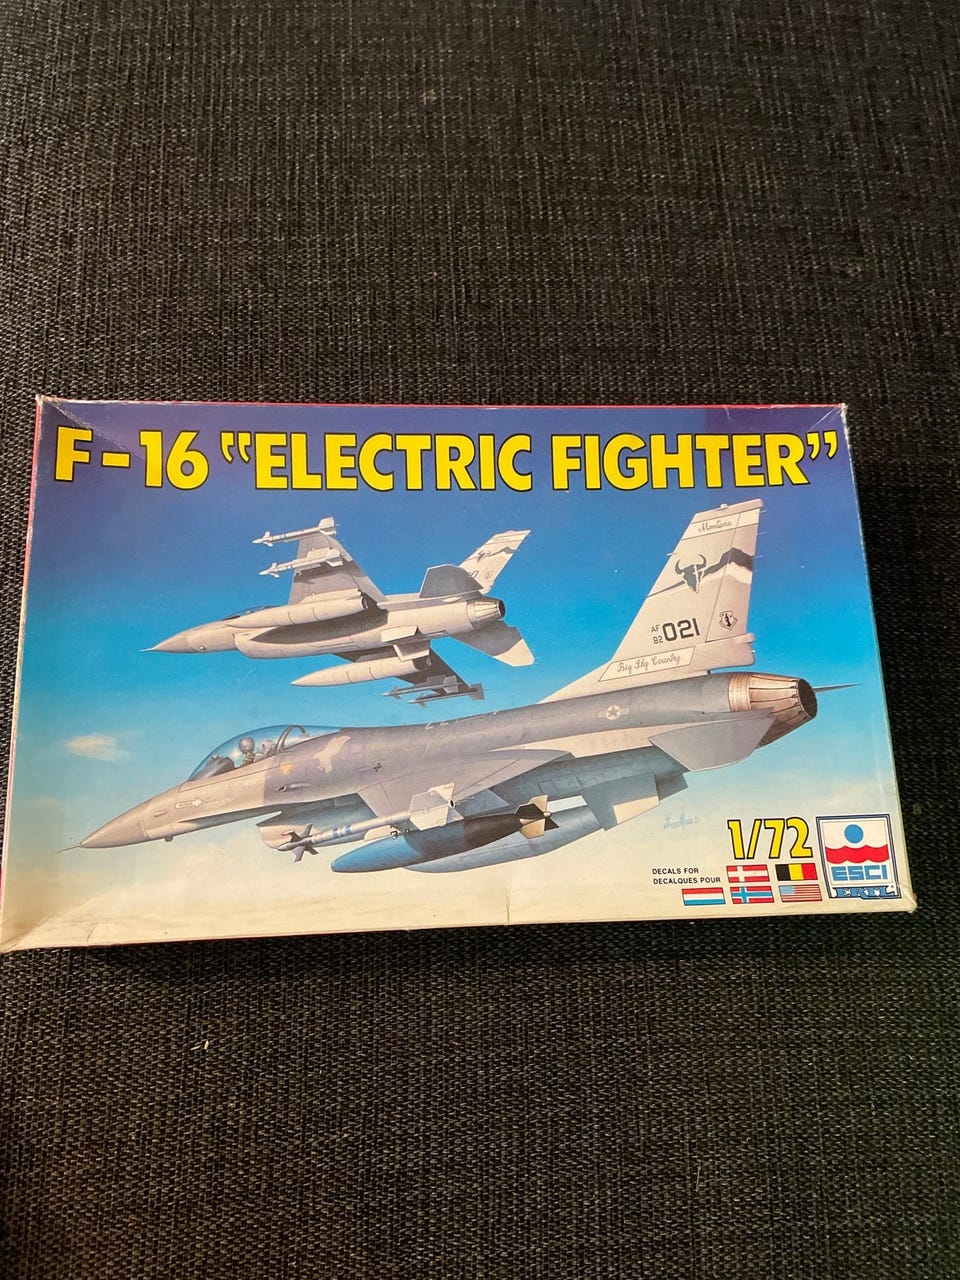 F-16 "ELECTRIC FIGHTER"
Montana
AF
82 021
Big Sky Country
1/72
DECALS FOR
DECALQUES POUR
ESCI
ERTL